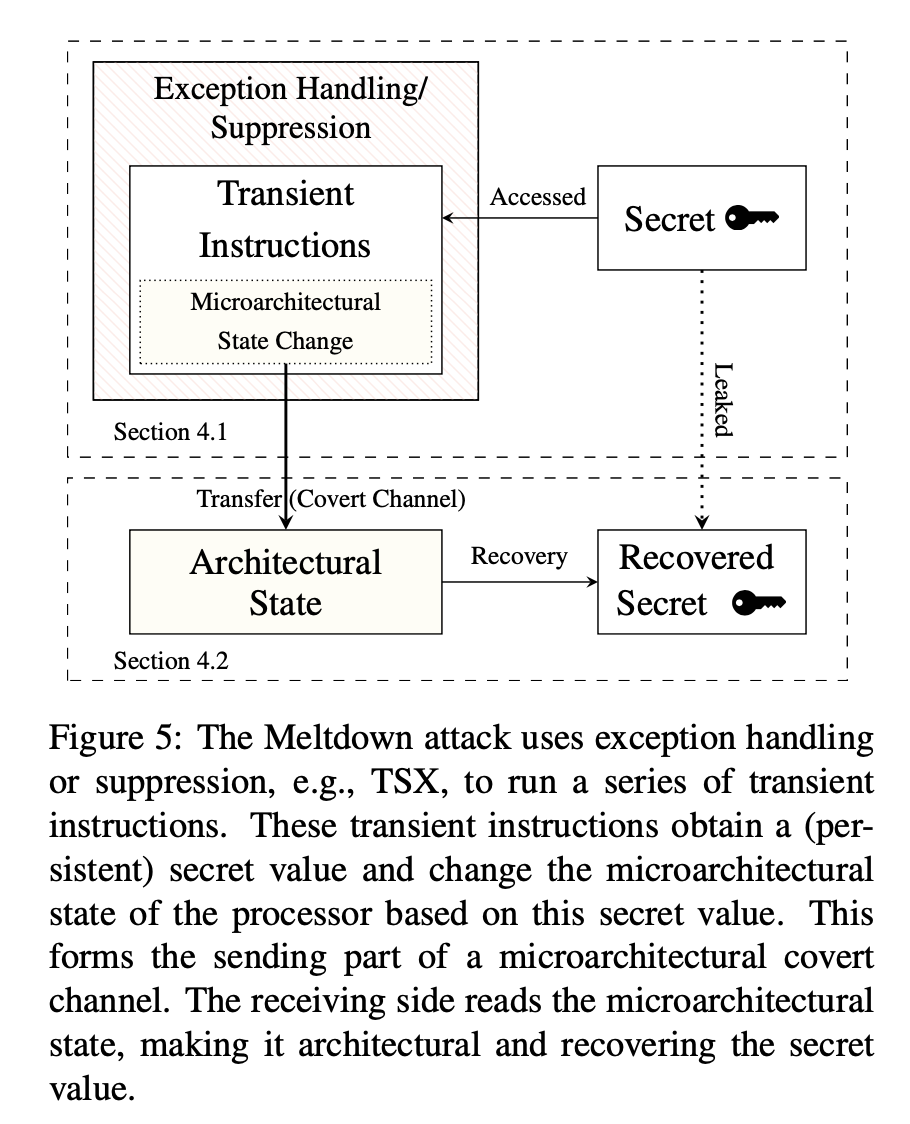 Exception Handling/
Suppression
Transient
Instructions
Microarchitectural
State Change
Accessed
Secret
Leaked
Section 4.1
Transfer (Covert Channel)
Architectural
State
Recovery
Recovered
Secret
Section 4.2
Figure 5: The Meltdown attack uses exception handling
or suppression, e.g., TSX, to run a series of transient
instructions. These transient instructions obtain a (per-
sistent) secret value and change the microarchitectural
state of the processor based on this secret value. This
forms the sending part of a microarchitectural covert
channel. The receiving side reads the microarchitectural
state, making it architectural and recovering the secret
value.